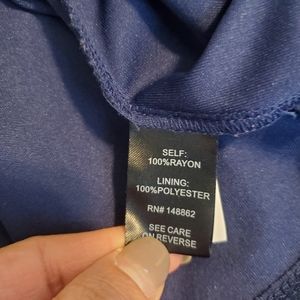 SELF:
100%RAYON
LINING:
100%POLYESTER
RN# 148862
SEE CARE
ON REVERSE